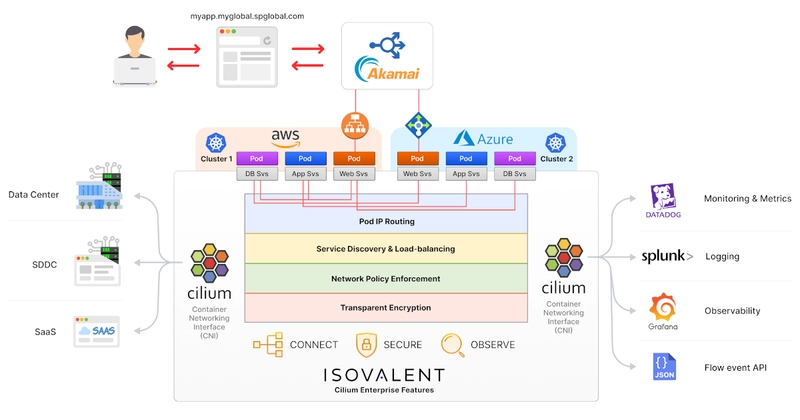 myapp.myglobal.spglobal.com
Akamai
aws
Azure
Cluster 1
Pod
Pod
Pod
Pod
Pod
Pod
Cluster 2
DB Svs
App Svs
Web Svs
Web Svs
App Svs
DB Svs
Data Center
SDDC
SaaS
SAAS
cilium
Container
Networking
Interface
(CNI)
Pod IP Routing
Service Discovery & Load-balancing
Network Policy Enforcement
Transparent Encryption
cilium
Container
Networking
Interface
(CNI)
CONNECT
SECURE
OBSERVE
ISOVALENT
Cilium Enterprise Features
DATADOG
Monitoring & Metrics
splunk>
Logging
Grafana
Observability
JSON
Flow event API